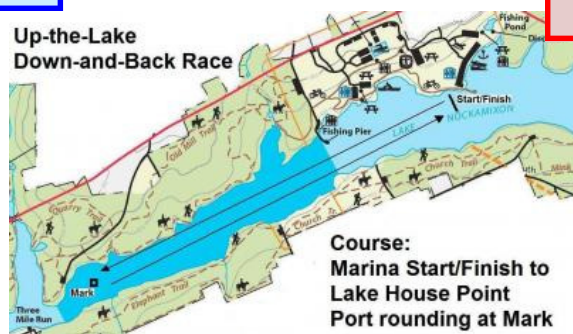 Up-the-Lake
Down-and-Back Race
Fishing
Pond
Start/Finish
LAKE NOCKAMIXON
Fishing Pier
Old Mill Trail
Quarry Trail
Church Trail
Church Tr.
Mark
Elephant Trail
Three
Mile Run
Course:
Marina Start/Finish to
Lake House Point
Port rounding at Mark